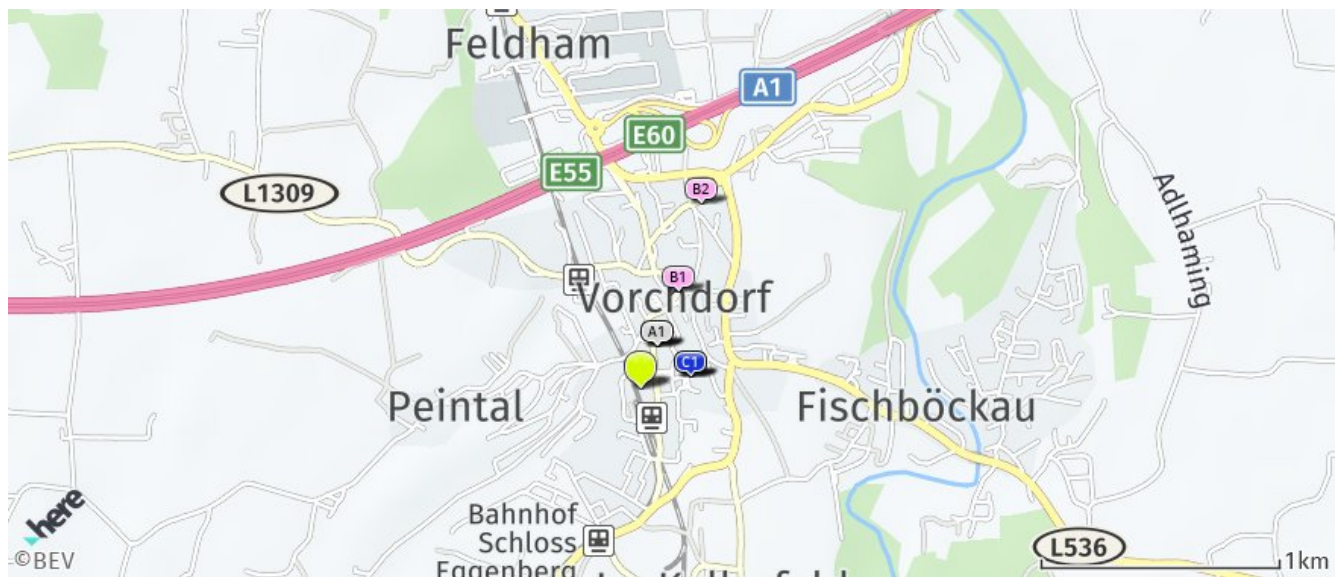 Feldham
A1
E60
E55
L1309
B2
Adlhaming
B1
Vorchdorf
A1
C1
Peintal
Fischböckau
here
©BEV
Bahnhof
Schloss
Eggenberg
L536
1km